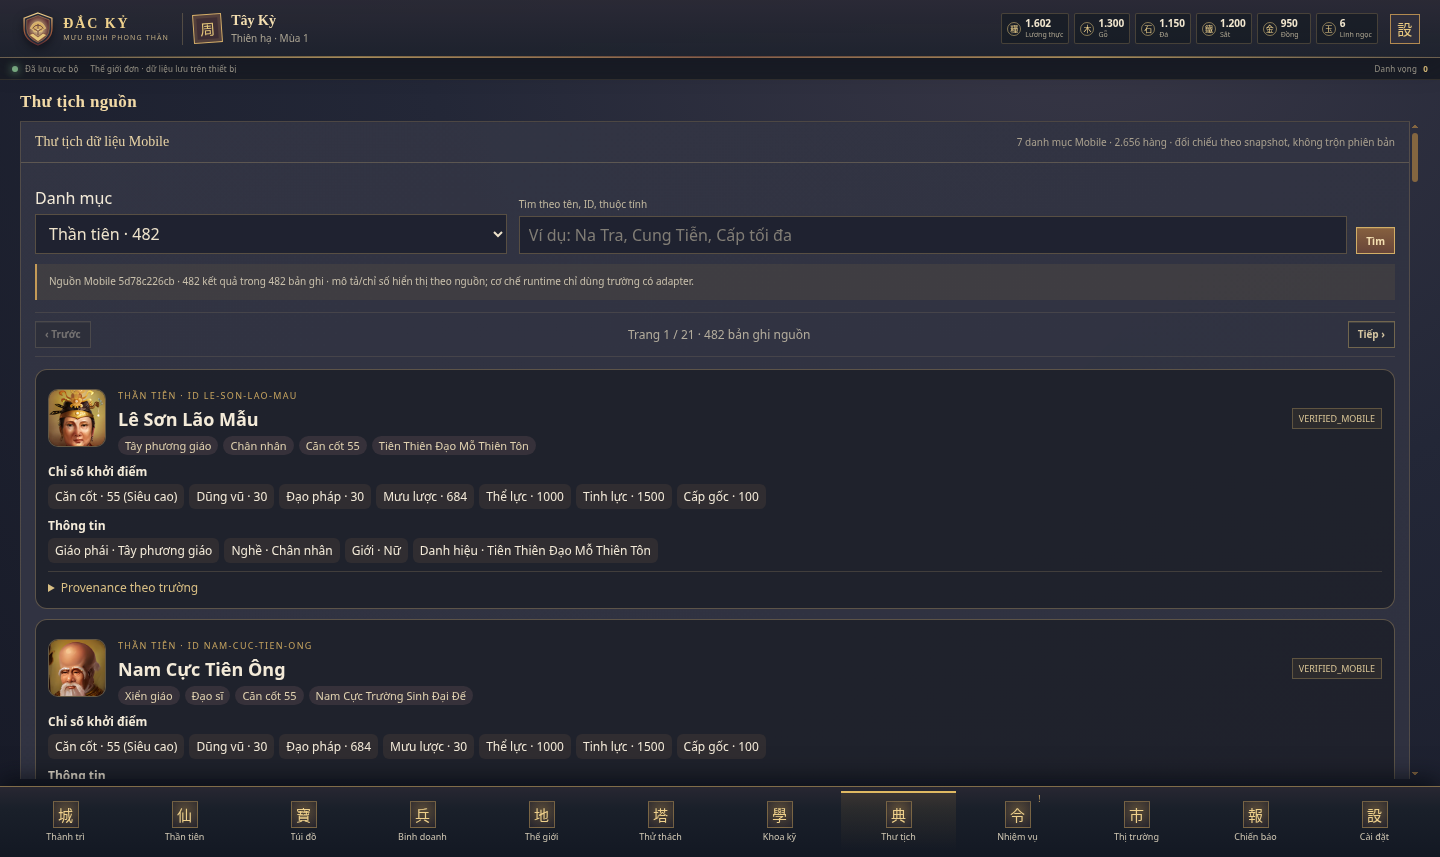 ĐẮC KỶ
MƯU ĐỊNH PHONG THẦN
周
Tây Kỳ
Thiên hạ · Mùa 1
糧 1.602 Lương thực
木 1.300 Gỗ
石 1.150 Đá
鐵 1.200 Sắt
金 950 Đồng
玉 6 Linh ngọc
設
Đã lưu cục bộ Thế giới đơn · dữ liệu lưu trên thiết bị
Danh vọng 0
Thư tịch nguồn
Thư tịch dữ liệu Mobile
7 danh mục Mobile · 2.656 hàng · đối chiếu theo snapshot, không trộn phiên bản
Danh mục
Thần tiên · 482
Tìm theo tên, ID, thuộc tính
Ví dụ: Na Tra, Cung Tiễn, Cấp tối đa
Tìm
Nguồn Mobile 5d78c226cb · 482 kết quả trong 482 bản ghi · mô tả/chỉ số hiển thị theo nguồn; cơ chế runtime chỉ dùng trường có adapter.
‹ Trước
Trang 1 / 21 · 482 bản ghi nguồn
Tiếp ›
THẦN TIÊN · ID LE-SON-LAO-MAU
Lê Sơn Lão Mẫu
VERIFIED_MOBILE
Tây phương giáo Chân nhân Căn cốt 55 Tiên Thiên Đạo Mỗ Thiên Tôn
Chỉ số khởi điểm
Căn cốt · 55 (Siêu cao) Dũng vũ · 30 Đạo pháp · 30 Mưu lược · 684 Thể lực · 1000 Tinh lực · 1500 Cấp gốc · 100
Thông tin
Giáo phái · Tây phương giáo Nghề · Chân nhân Giới · Nữ Danh hiệu · Tiên Thiên Đạo Mỗ Thiên Tôn
Provenance theo trường
THẦN TIÊN · ID NAM-CUC-TIEN-ONG
Nam Cực Tiên Ông
VERIFIED_MOBILE
Xiển giáo Đạo sĩ Căn cốt 55 Nam Cực Trường Sinh Đại Đế
Chỉ số khởi điểm
Căn cốt · 55 (Siêu cao) Dũng vũ · 30 Đạo pháp · 684 Mưu lược · 30 Thể lực · 1000 Tinh lực · 1500 Cấp gốc · 100
Thông tin
城 Thành trì
仙 Thần tiên
寶 Túi đồ
兵 Binh doanh
地 Thế giới
塔 Thử thách
學 Khoa kỹ
典 Thư tịch
令 ! Nhiệm vụ
市 Thị trường
報 Chiến báo
設 Cài đặt